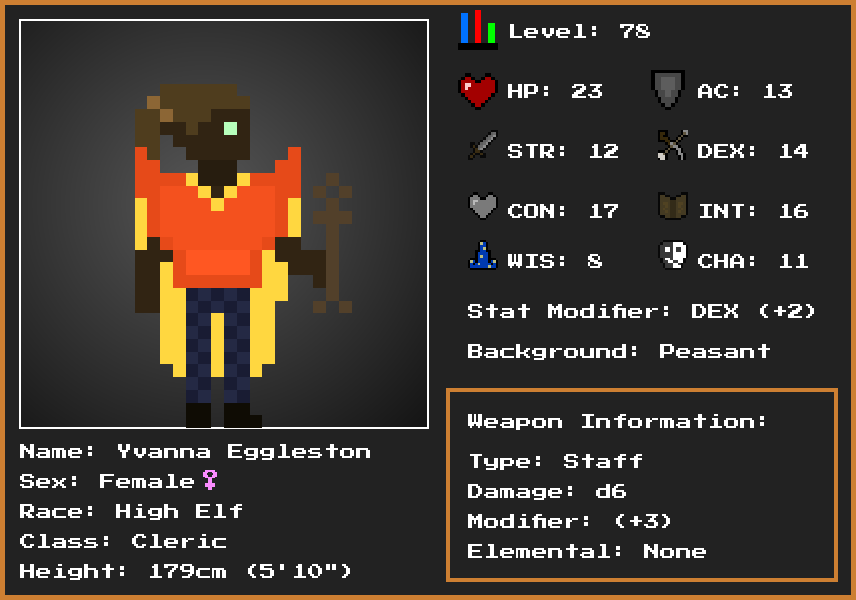 Level: 78
HP: 23
AC: 13
STR: 12
DEX: 14
CON: 17
INT: 16
WIS: 8
CHA: 11
Stat Modifier: DEX (+2)
Background: Peasant
Weapon Information:
Type: Staff
Damage: d6
Modifier: (+3)
Elemental: None
Name: Yvanna Eggleston
Sex: Female♀
Race: High Elf
Class: Cleric
Height: 179cm (5'10")